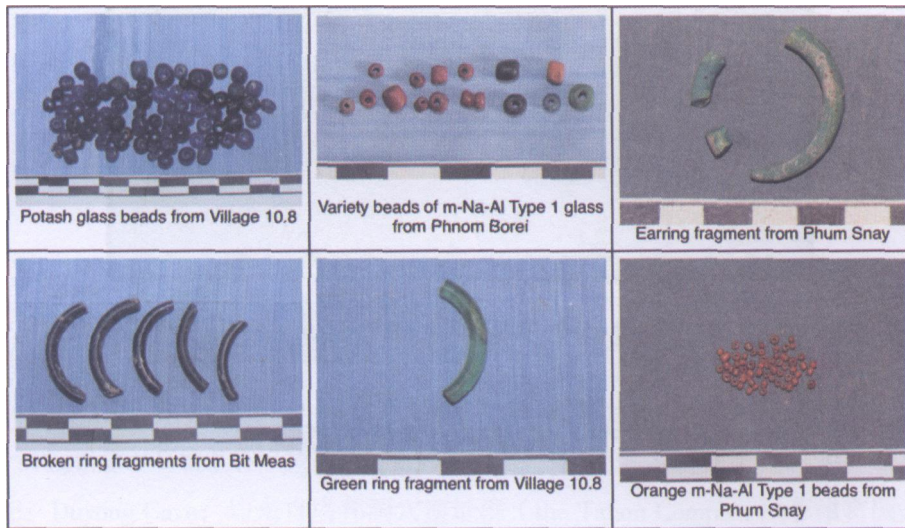 Potash glass beads from Village 10.8
Variety beads of m-Na-Al Type 1 glass
from Phnom Borei
Earring fragment from Phum Snay
Broken ring fragments from Bit Meas
Green ring fragment from Village 10.8
Orange m-Na-Al Type 1 beads from
Phum Snay